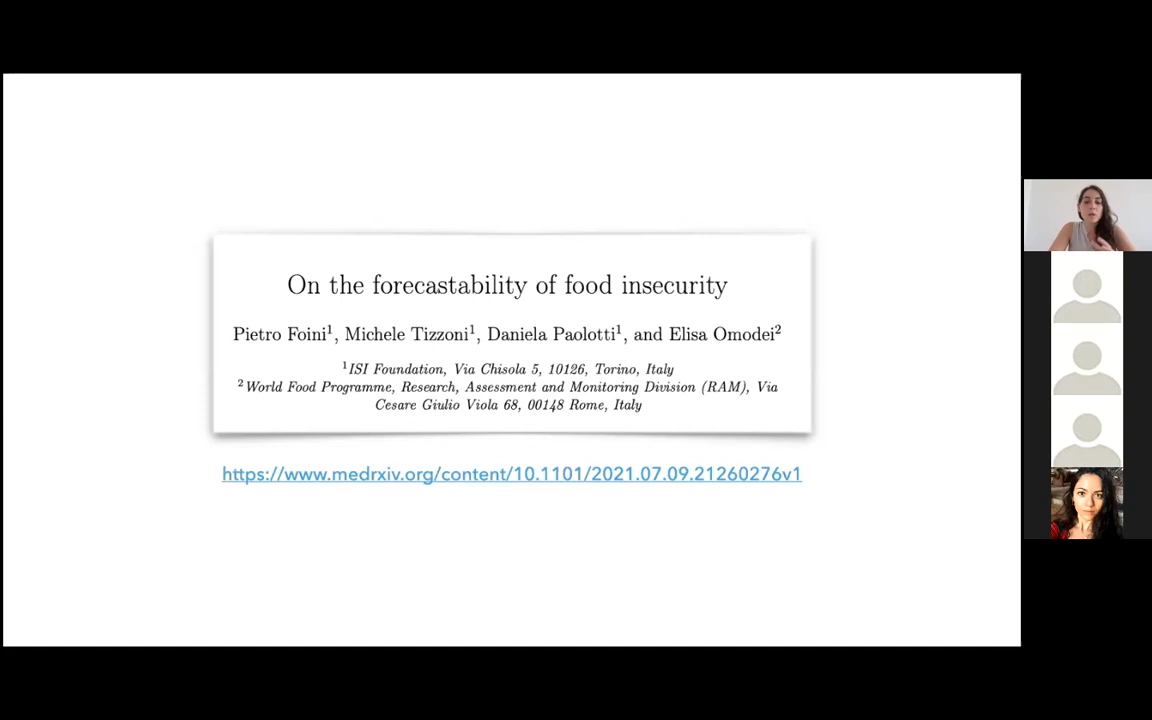 On the forecastability of food insecurity
Pietro Foini¹, Michele Tizzoni¹, Daniela Paolotti¹, and Elisa Omodei²
¹ISI Foundation, Via Chisola 5, 10126, Torino, Italy
²World Food Programme, Research, Assessment and Monitoring Division (RAM), Via
Cesare Giulio Viola 68, 00148 Rome, Italy
https://www.medrxiv.org/content/10.1101/2021.07.09.21260276v1